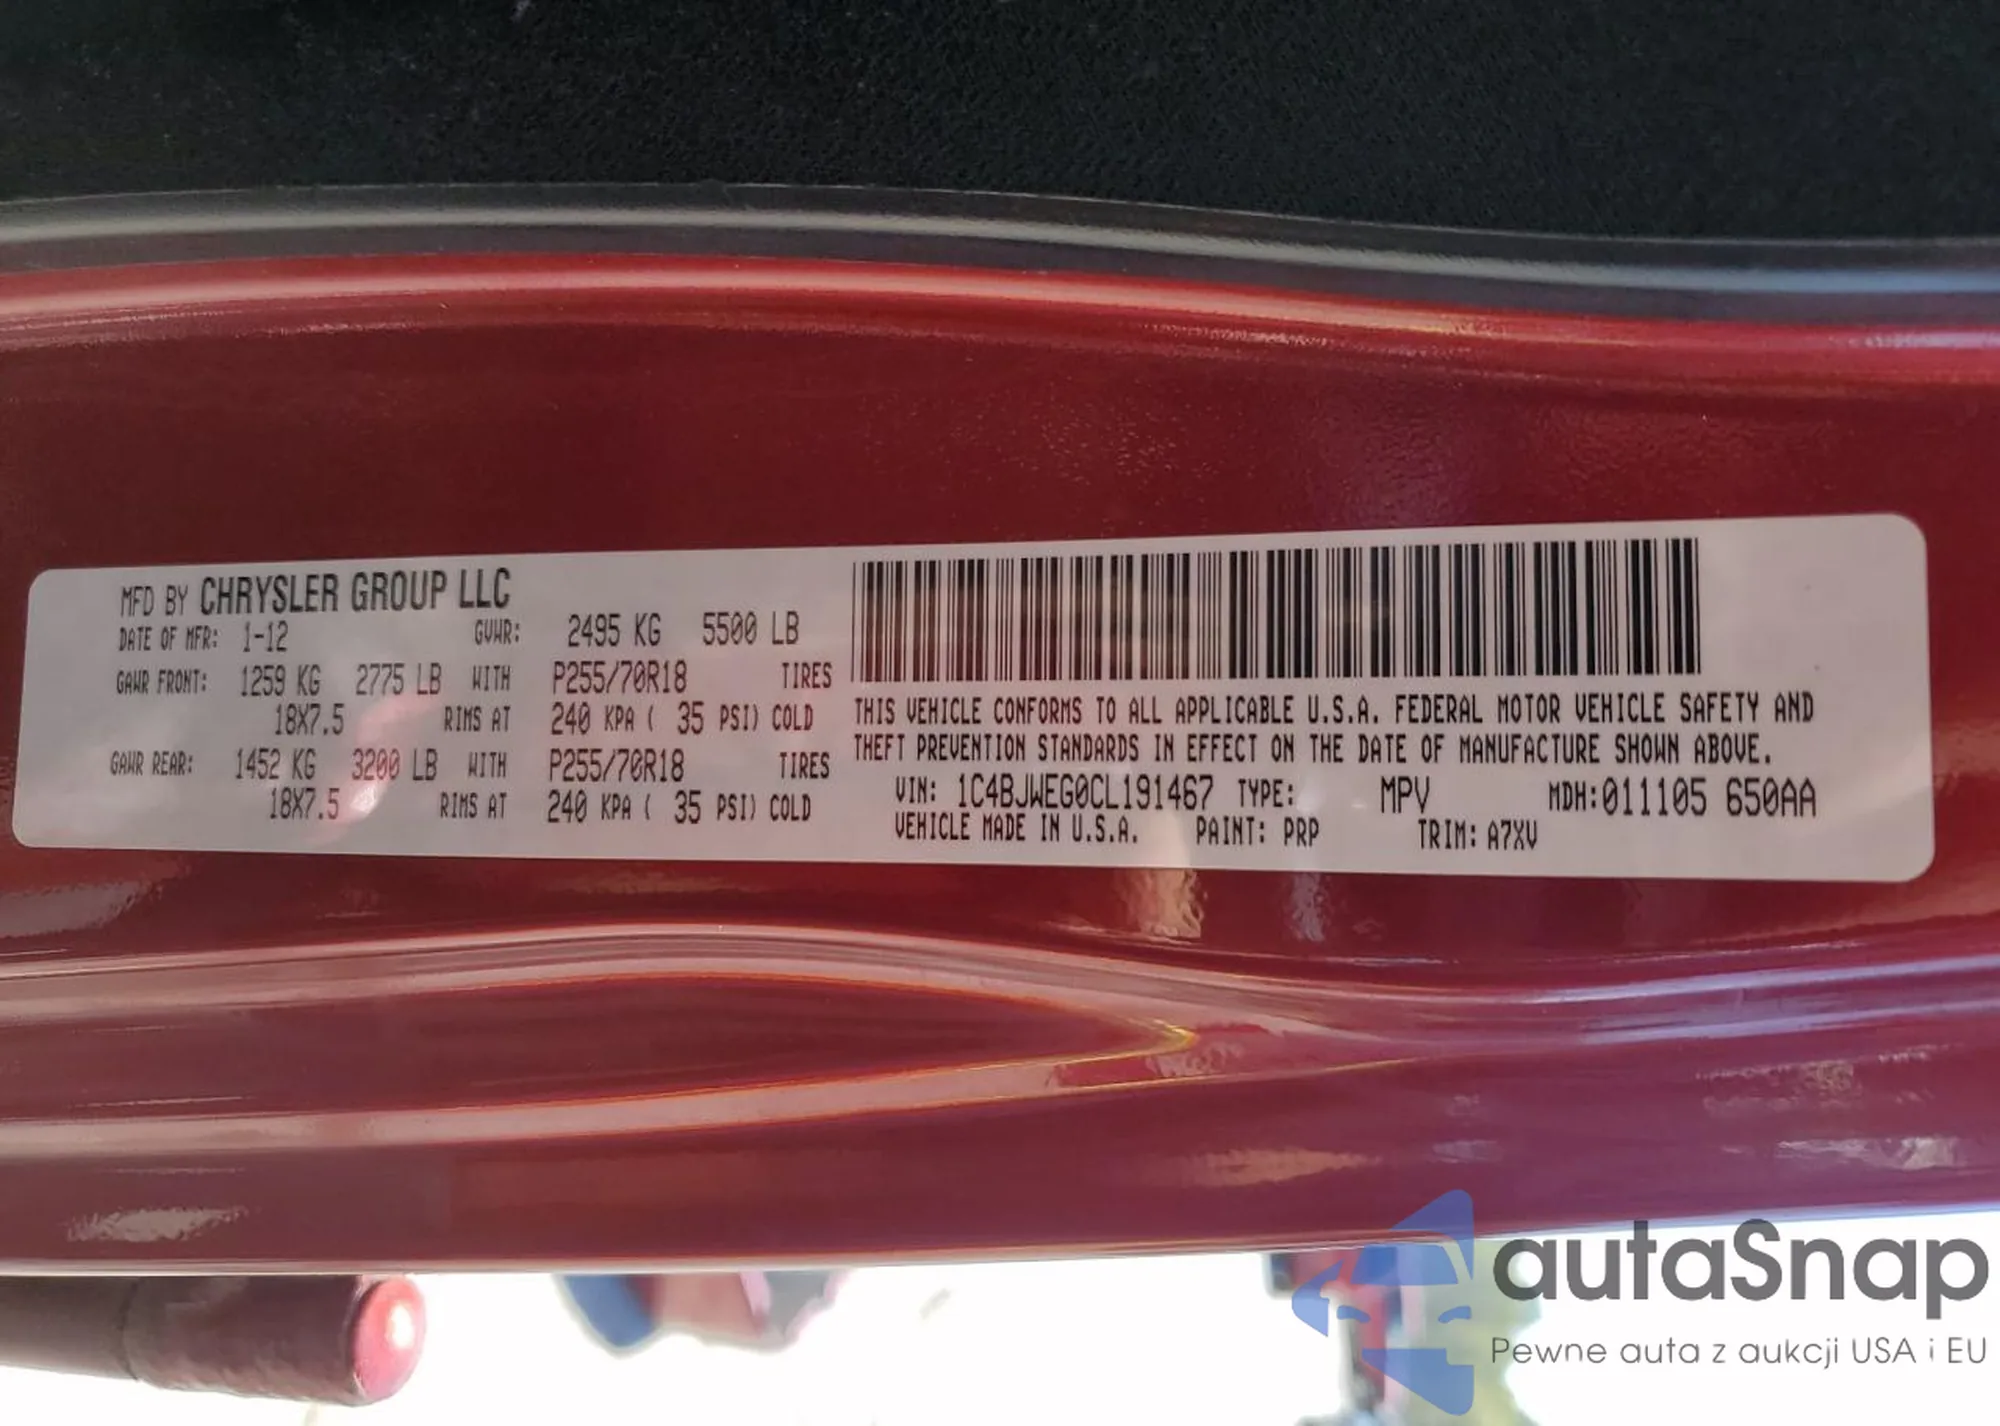 MFD BY CHRYSLER GROUP LLC
DATE OF MFR: 1-12 GVWR: 2495 KG 5500 LB
GAWR FRONT: 1259 KG 2775 LB WITH P255/70R18 TIRES
18X7.5 RIMS AT 240 KPA ( 35 PSI) COLD
GAWR REAR: 1452 KG 3200 LB WITH P255/70R18 TIRES
18X7.5 RIMS AT 240 KPA ( 35 PSI) COLD
THIS VEHICLE CONFORMS TO ALL APPLICABLE U.S.A. FEDERAL MOTOR VEHICLE SAFETY AND
THEFT PREVENTION STANDARDS IN EFFECT ON THE DATE OF MANUFACTURE SHOWN ABOVE.
VIN: 1C4BJWEG0CL191467 TYPE: MPV MDH:011105 650AA
VEHICLE MADE IN U.S.A. PAINT: PRP TRIM: A7XV
autaSnap
Pewne auta z aukcji USA i EU